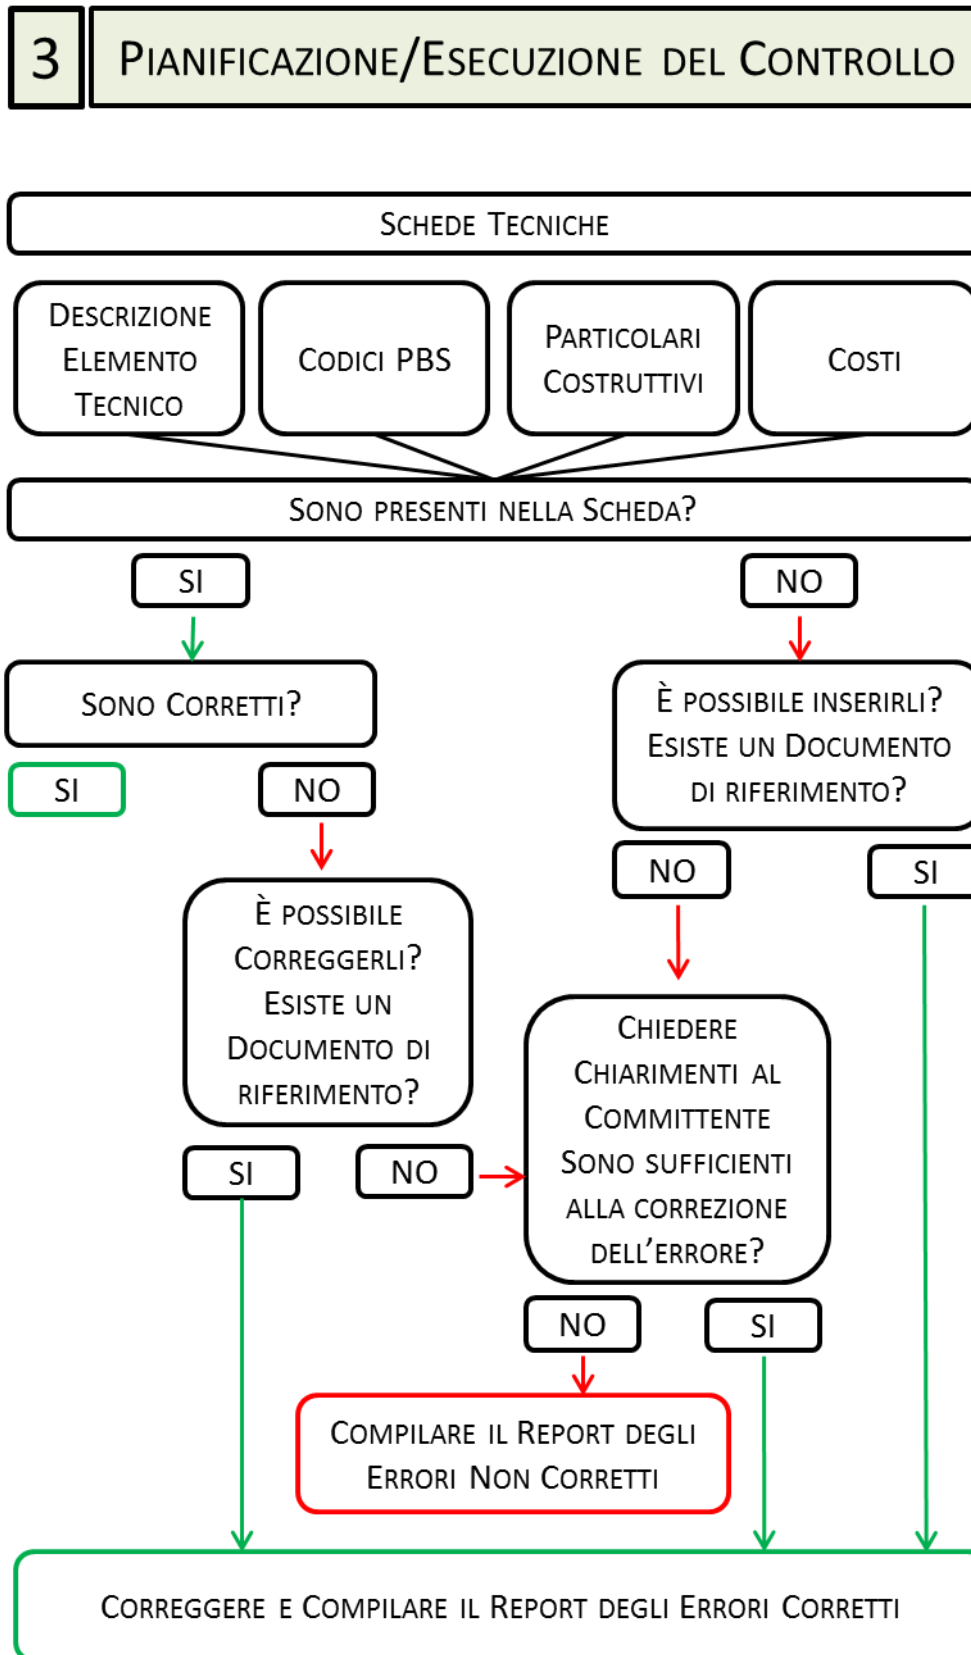 3 Pianificazione/Esecuzione del Controllo
Schede Tecniche
Descrizione
Elemento
Tecnico
Codici PBS
Particolari
Costruttivi
Costi
Sono presenti nella Scheda?
SI
NO
Sono Corretti?
È possibile inserirli?
Esiste un Documento
di riferimento?
SI
NO
NO
SI
È possibile
Correggerli?
Esiste un
Documento di
riferimento?
Chiedere
Chiarimenti al
Committente
Sono sufficienti
alla correzione
dell'errore?
SI
NO
NO
SI
Compilare il Report degli
Errori Non Corretti
Correggere e Compilare il Report degli Errori Corretti